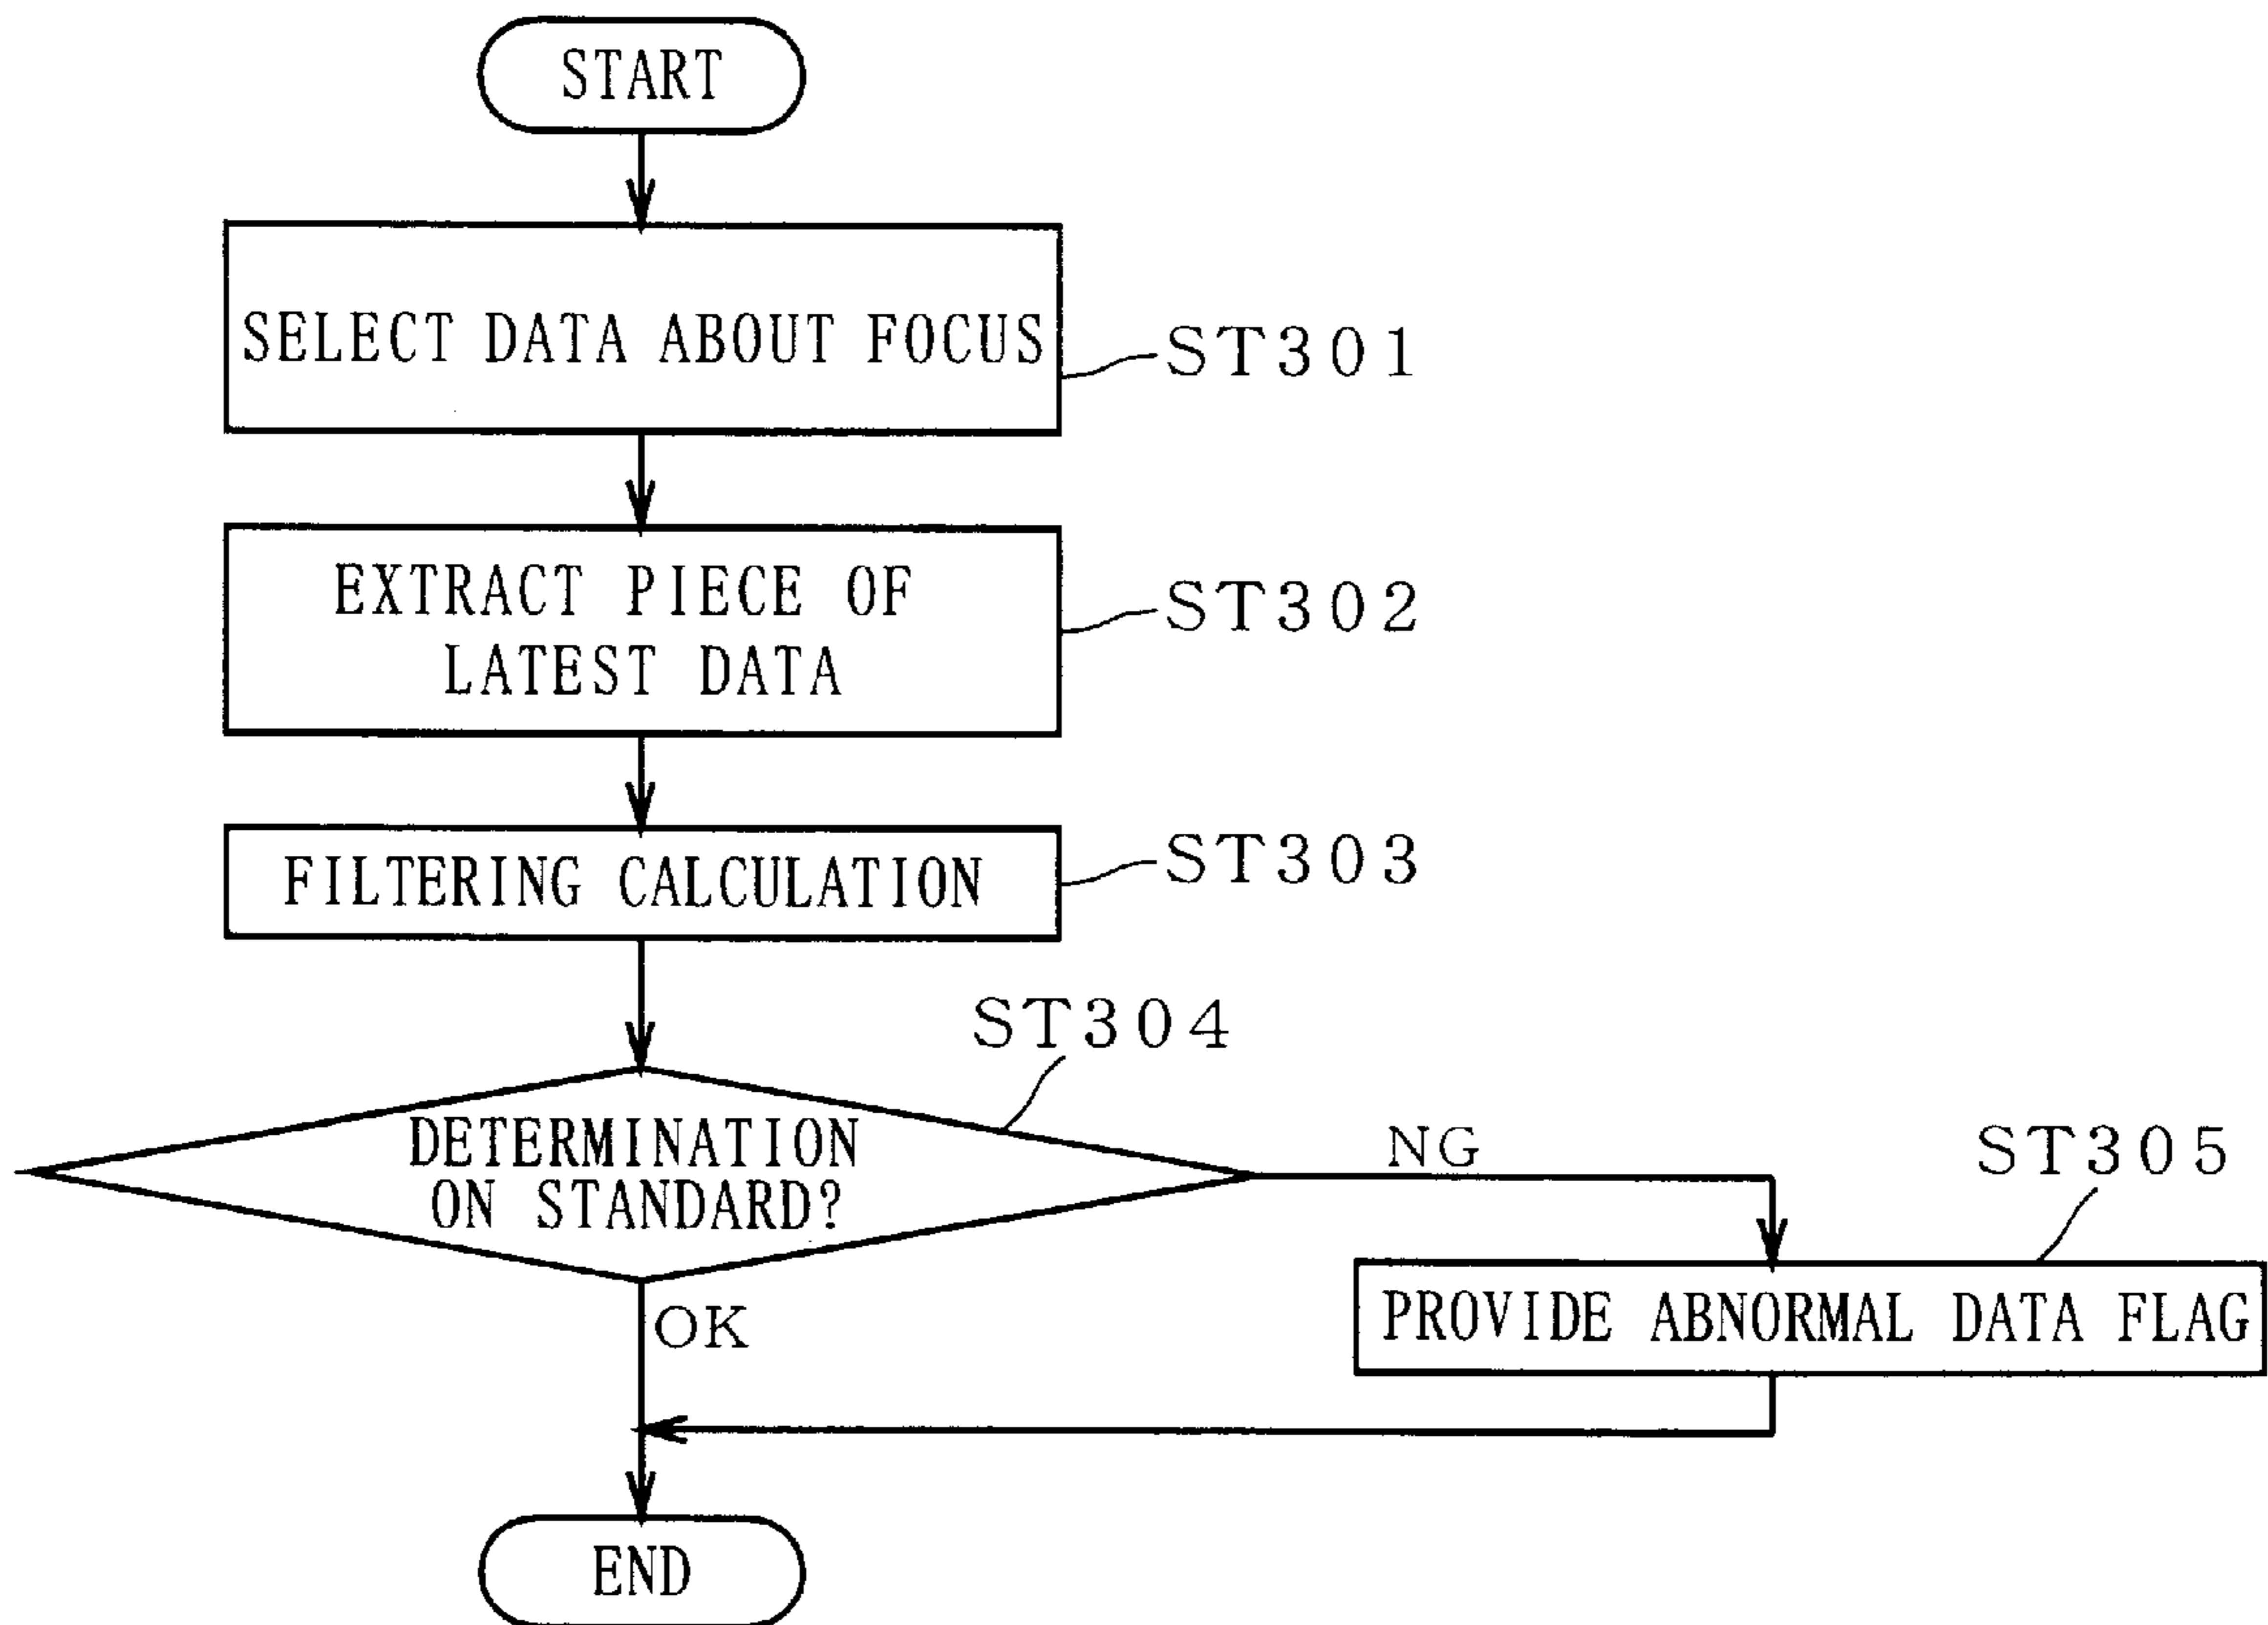 START
SELECT DATA ABOUT FOCUS
ST301
EXTRACT PIECE OF
LATEST DATA
ST302
FILTERING CALCULATION
ST303
ST304
DETERMINATION
ON STANDARD?
NG
ST305
PROVIDE ABNORMAL DATA FLAG
OK
END